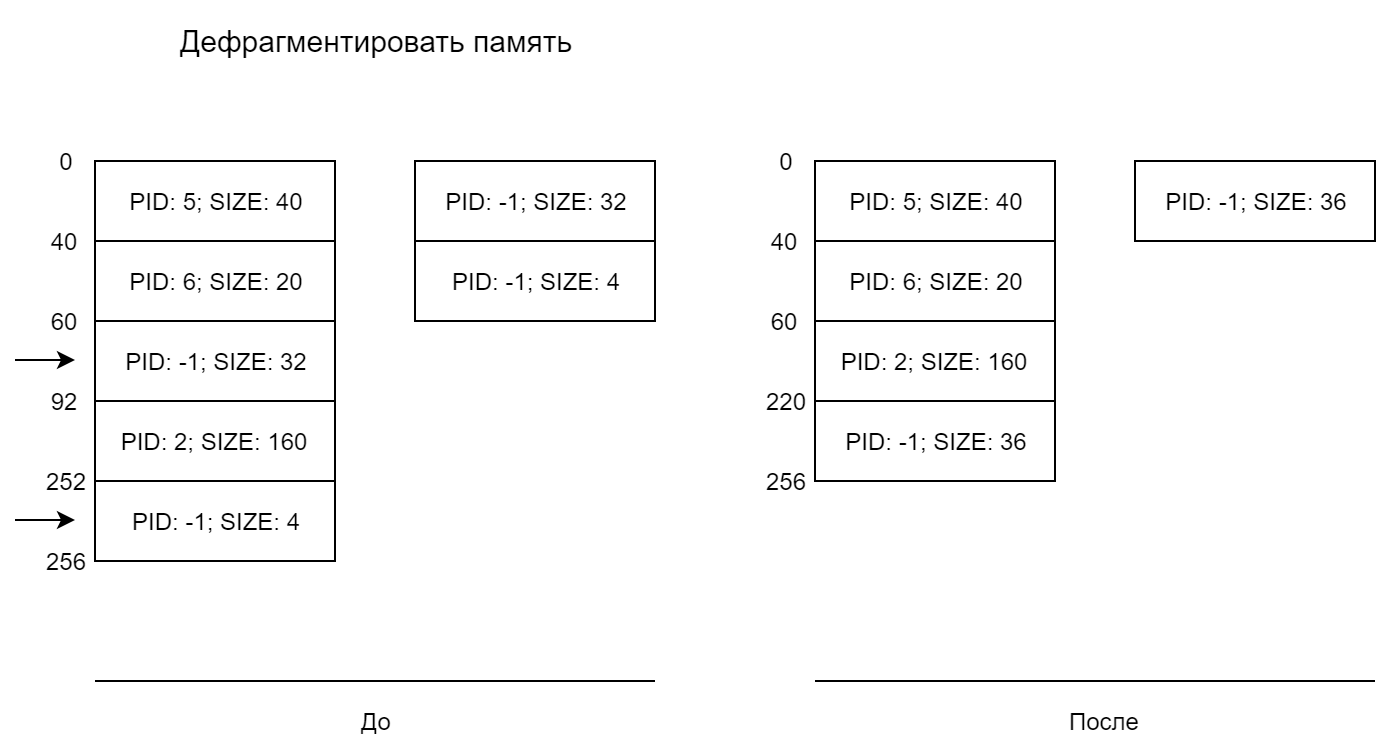 Дефрагментировать память
0
PID: 5; SIZE: 40
40
PID: 6; SIZE: 20
60
PID: -1; SIZE: 32
92
PID: 2; SIZE: 160
252
PID: -1; SIZE: 4
256
PID: -1; SIZE: 32
PID: -1; SIZE: 4
До
0
PID: 5; SIZE: 40
40
PID: 6; SIZE: 20
60
PID: 2; SIZE: 160
220
PID: -1; SIZE: 36
256
PID: -1; SIZE: 36
После